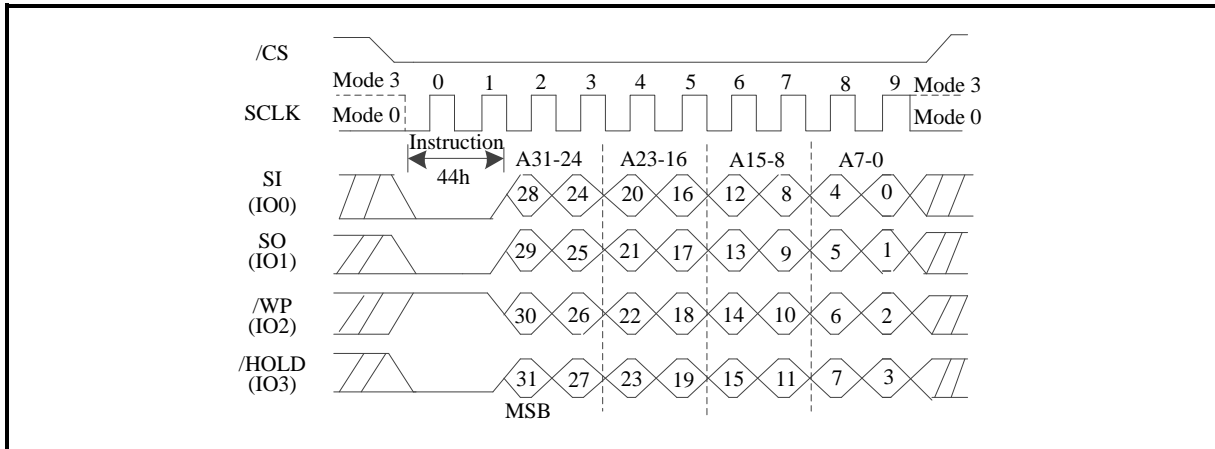 /CS
Mode 3 0 1 2 3 4 5 6 7 8 9 Mode 3
SCLK Mode 0 Mode 0
Instruction
44h A31-24 A23-16 A15-8 A7-0
SI
(IO0) 28 24 20 16 12 8 4 0
SO
(IO1) 29 25 21 17 13 9 5 1
/WP
(IO2) 30 26 22 18 14 10 6 2
/HOLD
(IO3) 31 27 23 19 15 11 7 3
MSB